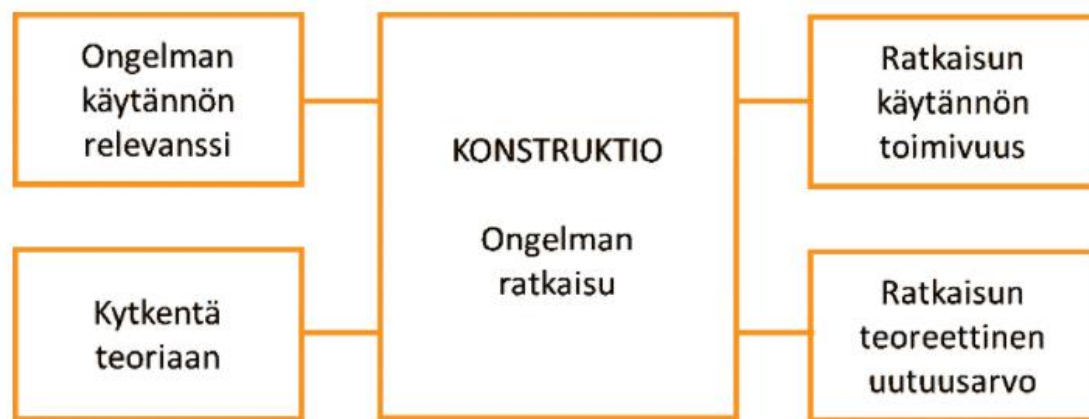 Ongelman
käytännön
relevanssi
Kytkentä
teoriaan
KONSTRUKTIO
Ongelman
ratkaisu
Ratkaisun
käytännön
toimivuus
Ratkaisun
teoreettinen
uutuusarvo